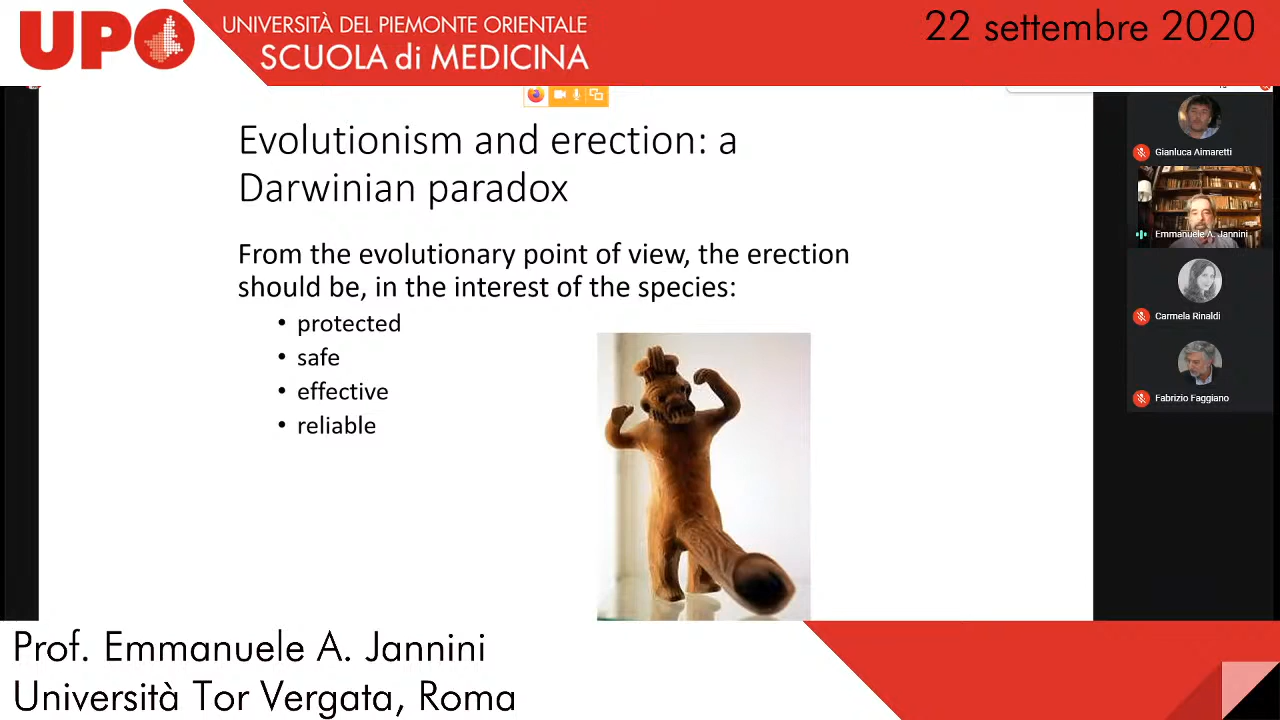 UPO
UNIVERSITÀ DEL PIEMONTE ORIENTALE
SCUOLA di MEDICINA
22 settembre 2020
Evolutionism and erection: a
Darwinian paradox
From the evolutionary point of view, the erection
should be, in the interest of the species:
• protected
• safe
• effective
• reliable
Gianluca Aimaretti
Emmanuele A. Jannini
Carmela Rinaldi
Fabrizio Faggiano
Prof. Emmanuele A. Jannini
Università Tor Vergata, Roma